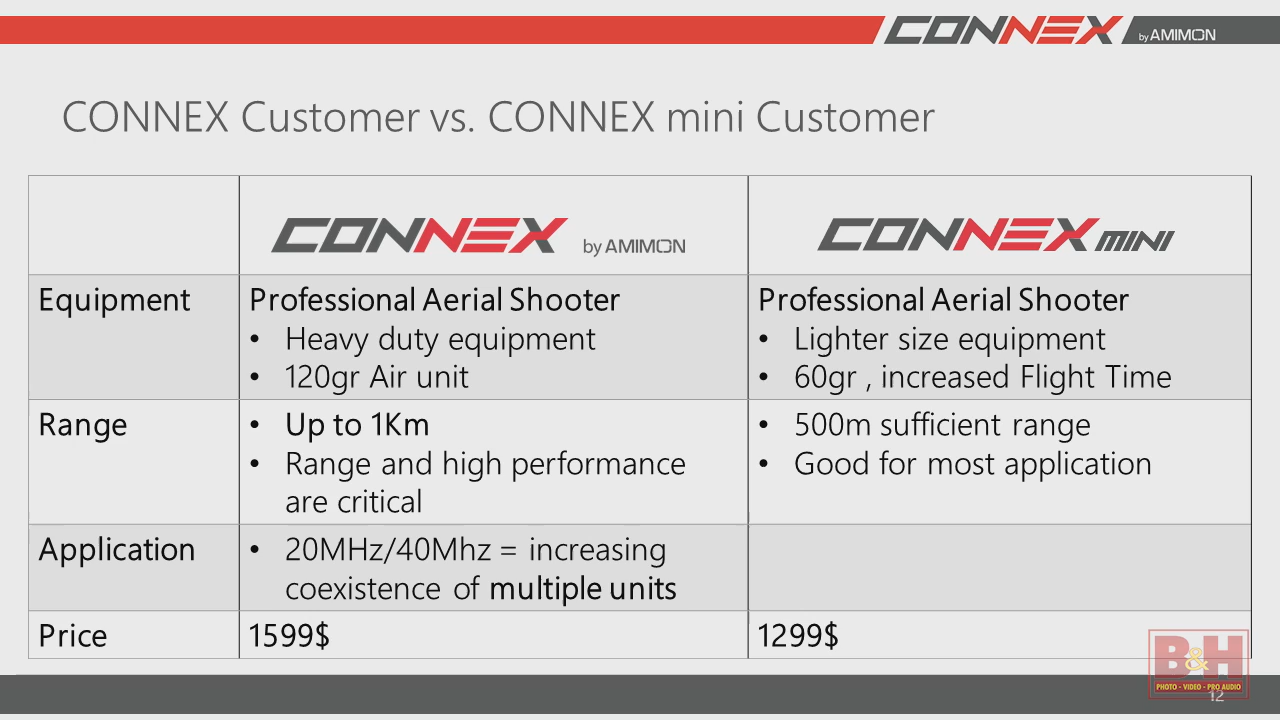 CONNEX by AMIMON
CONNEX Customer vs. CONNEX mini Customer
CONNEX by AMIMON
CONNEX MINI
Equipment
Professional Aerial Shooter
• Heavy duty equipment
• 120gr Air unit
Professional Aerial Shooter
• Lighter size equipment
• 60gr , increased Flight Time
Range
• Up to 1Km
• Range and high performance
are critical
• 500m sufficient range
• Good for most application
Application
• 20MHz/40Mhz = increasing
coexistence of multiple units
Price
1599$
1299$
B&H
PHOTO - VIDEO - PRO AUDIO
12